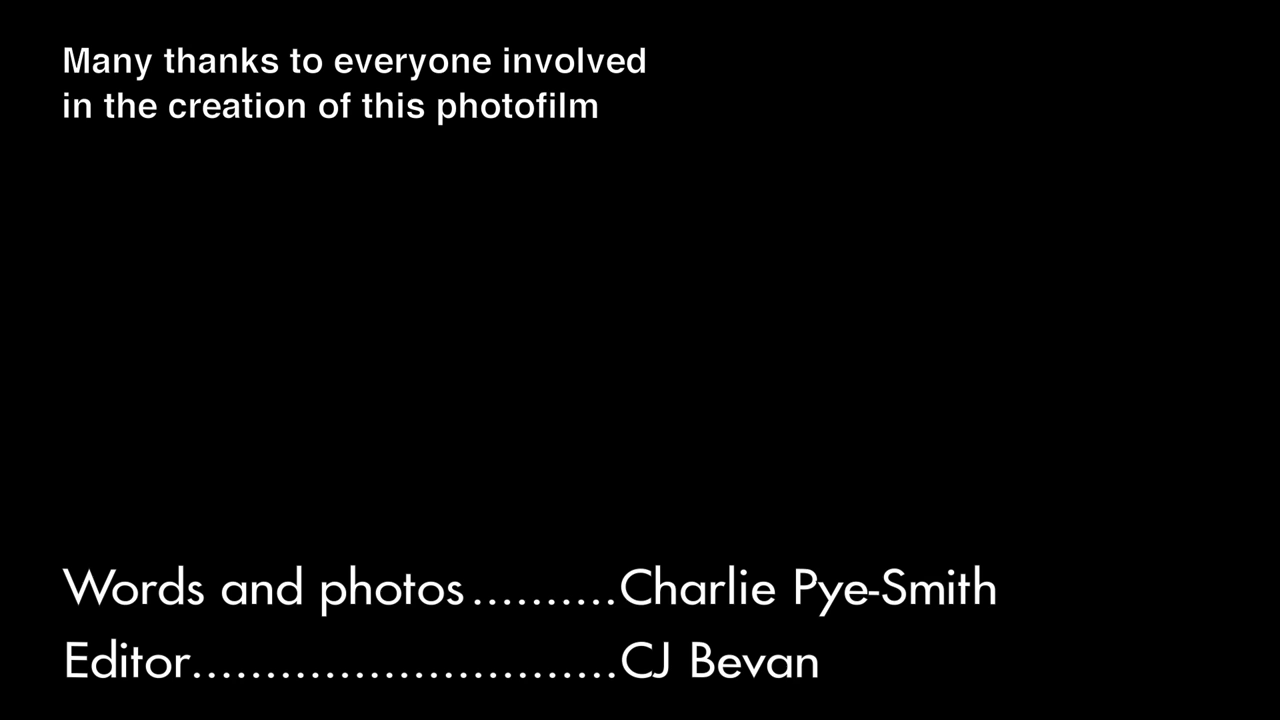 Many thanks to everyone involved
in the creation of this photofilm
Words and photos..........Charlie Pye-Smith
Editor............................CJ Bevan